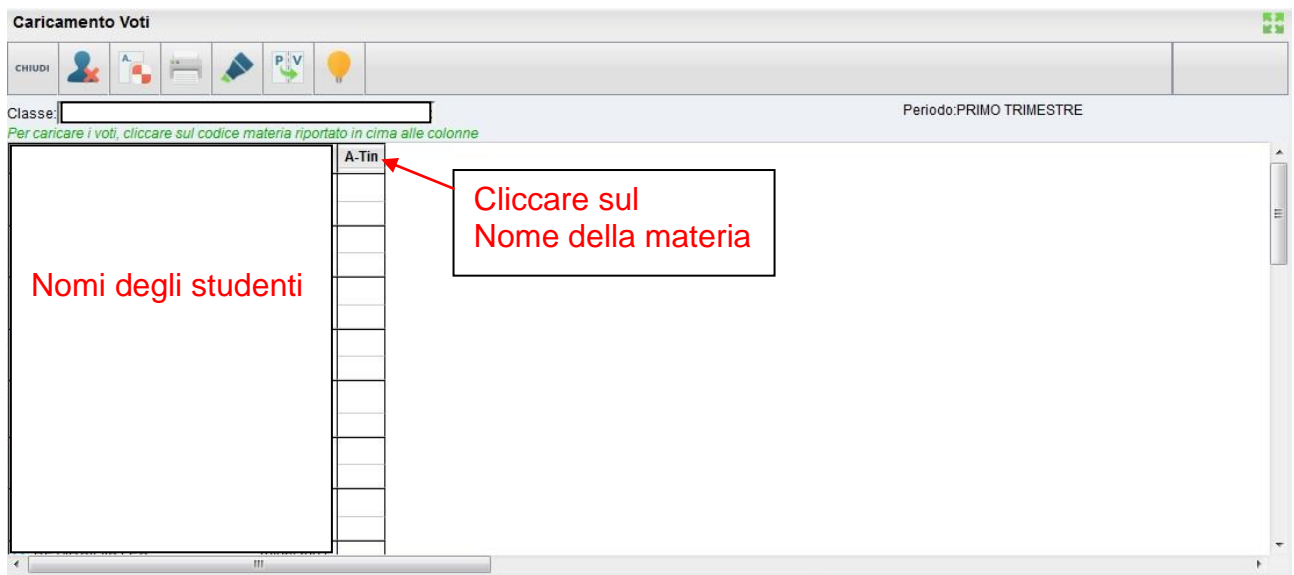 Caricamento Voti
CHIUDI
A
P V
Classe:
Periodo:PRIMO TRIMESTRE
Per caricare i voti, cliccare sul codice materia riportato in cima alle colonne
A-Tin
Cliccare sul
Nome della materia
Nomi degli studenti